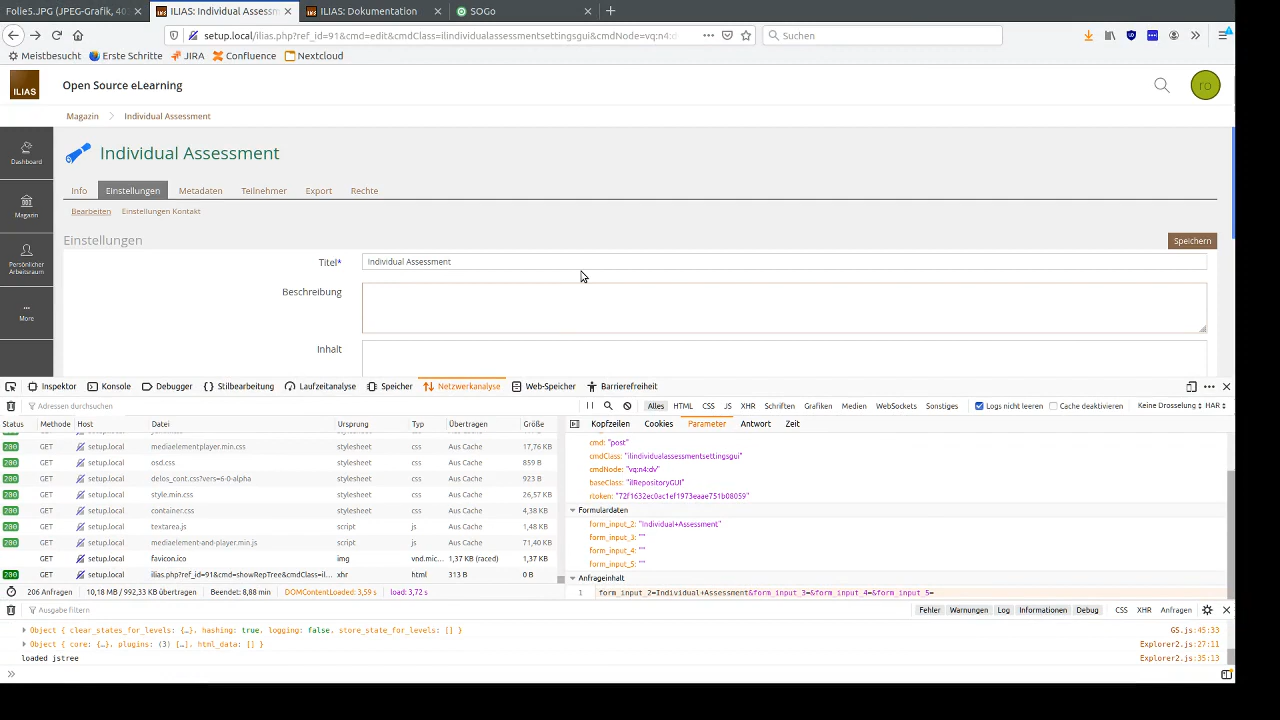 Folie5.JPG (JPEG-Grafik, 40
ILIAS: Individual Assessm
ILIAS: Dokumentation
SOGo
setup.local/ilias.php?ref_id=91&cmd=edit&cmdClass=ilindividualassessmentsettingsgui&cmdNode=vq:n4:d
Suchen
Meistbesucht
Erste Schritte
JIRA
Confluence
Nextcloud
ILIAS
Open Source eLearning
ro
Magazin
Individual Assessment
Dashboard
Magazin
Persönlicher
Arbeitsraum
More
Individual Assessment
Info
Einstellungen
Metadaten
Teilnehmer
Export
Rechte
Bearbeiten
Einstellungen Kontakt
Einstellungen
Speichern
Titel*
Individual Assessment
Beschreibung
Inhalt
Inspektor
Konsole
Debugger
Stilbearbeitung
Laufzeitanalyse
Speicher
Netzwerkanalyse
Web-Speicher
Barrierefreiheit
Adressen durchsuchen
Alles
HTML
CSS
JS
XHR
Schriften
Grafiken
Medien
WebSockets
Sonstiges
Logs nicht leeren
Cache deaktivieren
Keine Drosselung
HAR
Status
Methode
Host
Datei
Ursprung
Typ
Übertragen
Größe
Kopfzeilen
Cookies
Parameter
Antwort
Zeit
200 GET setup.local mediaelementplayer.min.css stylesheet css Aus Cache 17,76 KB
200 GET setup.local osd.css stylesheet css Aus Cache 859 B
200 GET setup.local delos_cont.css?vers=6-0-alpha stylesheet css Aus Cache 923 B
200 GET setup.local style.min.css stylesheet css Aus Cache 26,57 KB
200 GET setup.local container.css stylesheet css Aus Cache 4,38 KB
200 GET setup.local textarea.js script js Aus Cache 1,48 KB
200 GET setup.local mediaelement-and-player.min.js script js Aus Cache 71,40 KB
GET setup.local favicon.ico img vnd.mic... 1,37 KB (raced) 1,37 KB
200 GET setup.local ilias.php?ref_id=91&cmd=showRepTree&cmdClass=il... xhr html 313 B 0 B
cmd: "post"
cmdClass: "ilindividualassessmentsettingsgui"
cmdNode: "vq:n4:dv"
baseClass: "ilRepositoryGUI"
rtoken: "72f1632ec0ac1ef1973eaae751b08059"
Formulardaten
form_input_2: "Individual+Assessment"
form_input_3: ""
form_input_4: ""
form_input_5: ""
Anfrageinhalt
1 form_input_2=Individual+Assessment&form_input_3=&form_input_4=&form_input_5=
206 Anfragen
10,18 MB / 992,33 KB übertragen
Beendet: 8,88 min
DOMContentLoaded: 3,59 s
load: 3,72 s
Ausgabe filtern
Fehler
Warnungen
Log
Informationen
Debug
CSS
XHR
Anfragen
Object { clear_states_for_levels: {…}, hashing: true, logging: false, store_state_for_levels: [] } GS.js:45:33
Object { core: {…}, plugins: (3) […], html_data: [] } Explorer2.js:27:11
loaded jstree Explorer2.js:35:13